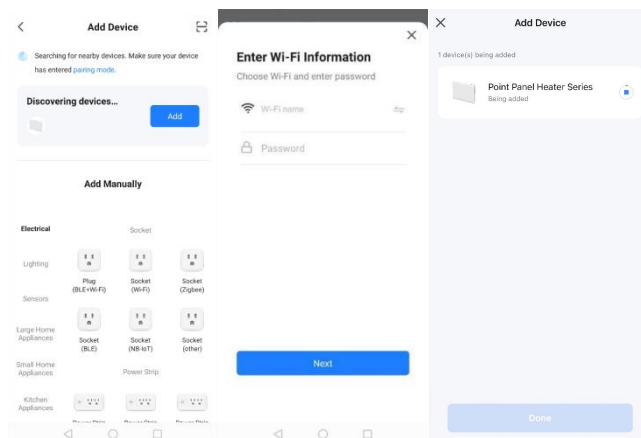 Add Device
Searching for nearby devices. Make sure your device
has entered pairing mode.
Discovering devices...
Add
Add Manually
Electrical
Socket
Lighting
Plug
(BLE+Wi-Fi)
Socket
(Wi-Fi)
Socket
(Zigbee)
Sensors
Large Home
Appliances
Socket
(BLE)
Socket
(NB-IoT)
Socket
(other)
Small Home
Appliances
Power Strip
Kitchen
Appliances
Enter Wi-Fi Information
Choose Wi-Fi and enter password
Wi-Fi name
Password
Next
Add Device
1 device(s) being added
Point Panel Heater Series
Being added
Done